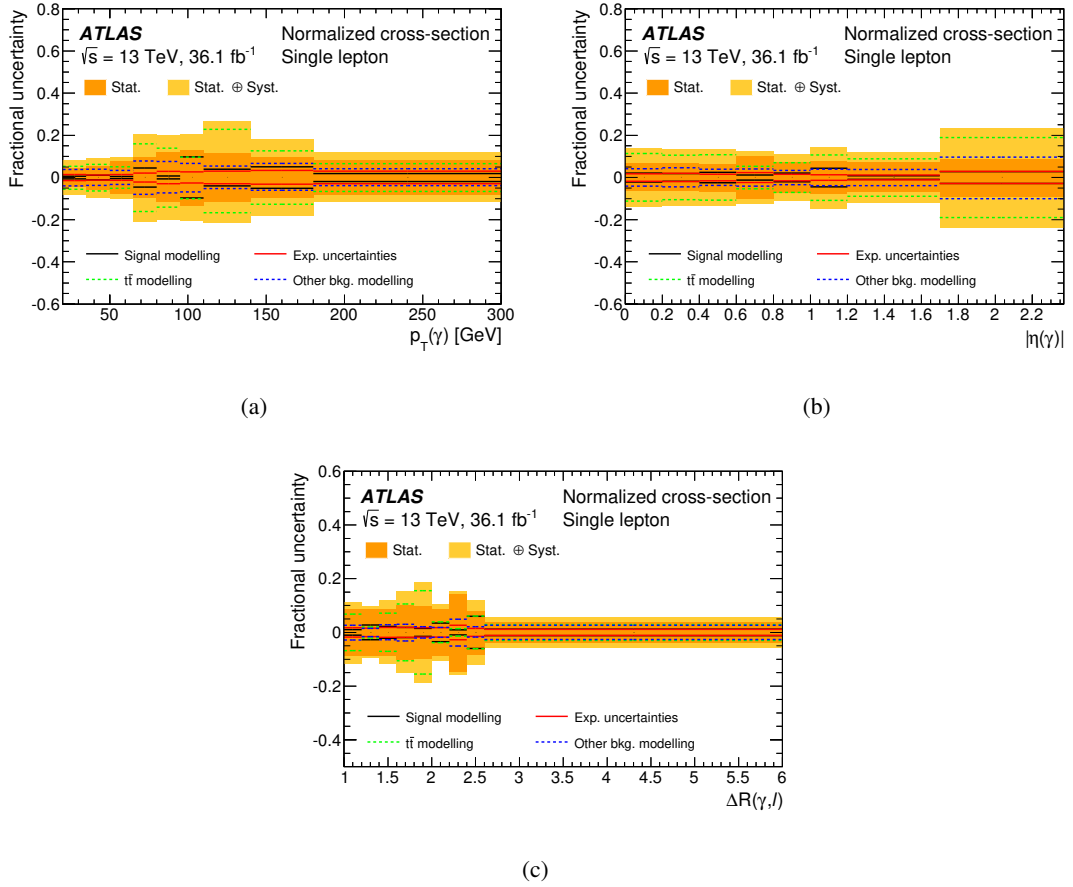 ATLAS Normalized cross-section
√s = 13 TeV, 36.1 fb⁻¹ Single lepton
Stat. Stat. ⊕ Syst.
Signal modelling Exp. uncertainties
tt̄ modelling Other bkg. modelling
Fractional uncertainty
0.8
0.6
0.4
0.2
0
-0.2
-0.4
-0.6
50 100 150 200 250 300
p_T(γ) [GeV]
(a)
ATLAS Normalized cross-section
√s = 13 TeV, 36.1 fb⁻¹ Single lepton
Stat. Stat. ⊕ Syst.
Signal modelling Exp. uncertainties
tt̄ modelling Other bkg. modelling
Fractional uncertainty
0.8
0.6
0.4
0.2
0
-0.2
-0.4
-0.6
0 0.2 0.4 0.6 0.8 1 1.2 1.4 1.6 1.8 2 2.2
|η(γ)|
(b)
ATLAS Normalized cross-section
√s = 13 TeV, 36.1 fb⁻¹ Single lepton
Stat. Stat. ⊕ Syst.
Signal modelling Exp. uncertainties
tt̄ modelling Other bkg. modelling
Fractional uncertainty
0.6
0.4
0.2
0
-0.2
-0.4
1 1.5 2 2.5 3 3.5 4 4.5 5 5.5 6
ΔR(γ,l)
(c)